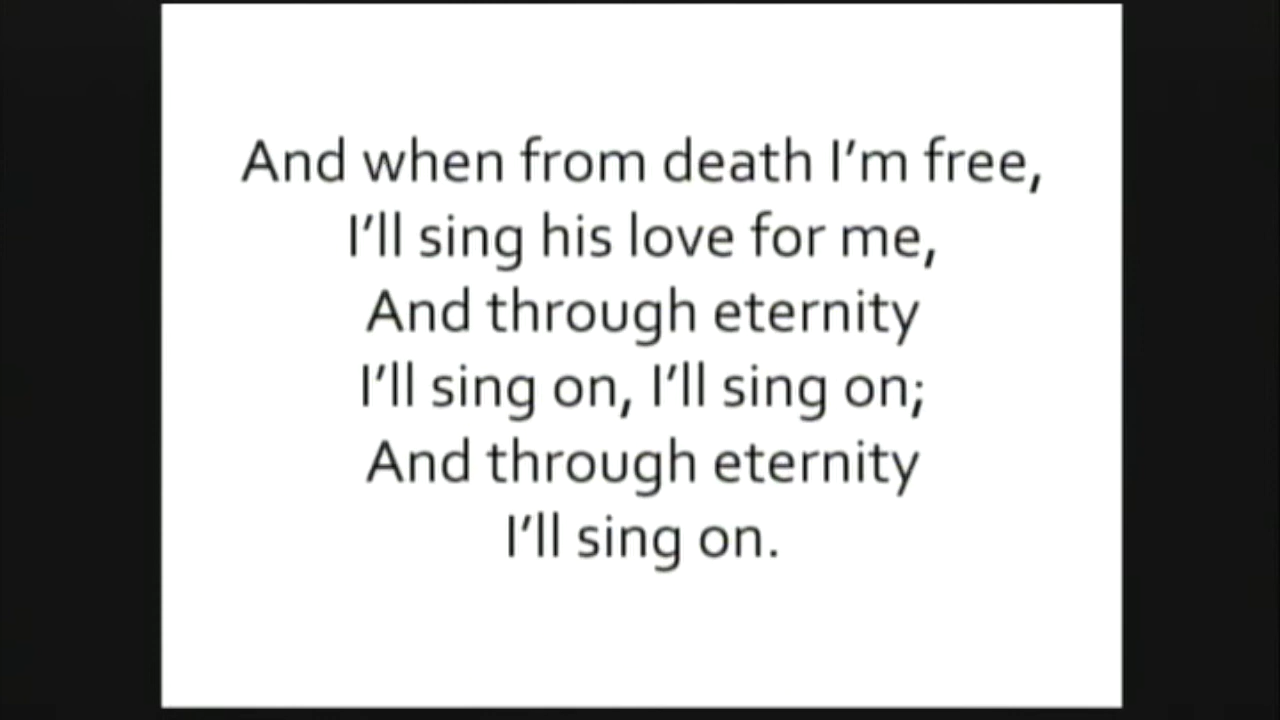 And when from death I’m free,
I’ll sing his love for me,
And through eternity
I’ll sing on, I’ll sing on;
And through eternity
I’ll sing on.